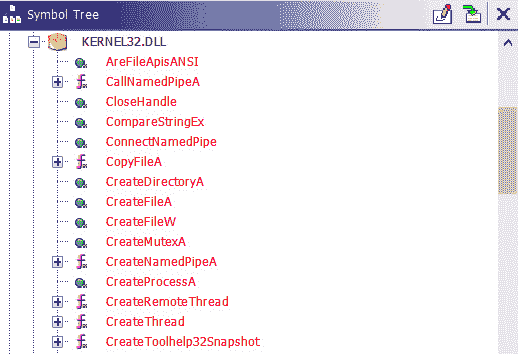 Symbol Tree
KERNEL32.DLL
AreFileApisANSI
CallNamedPipeA
CloseHandle
CompareStringEx
ConnectNamedPipe
CopyFileA
CreateDirectoryA
CreateFileA
CreateFileW
CreateMutexA
CreateNamedPipeA
CreateProcessA
CreateRemoteThread
CreateThread
CreateToolhelp32Snapshot